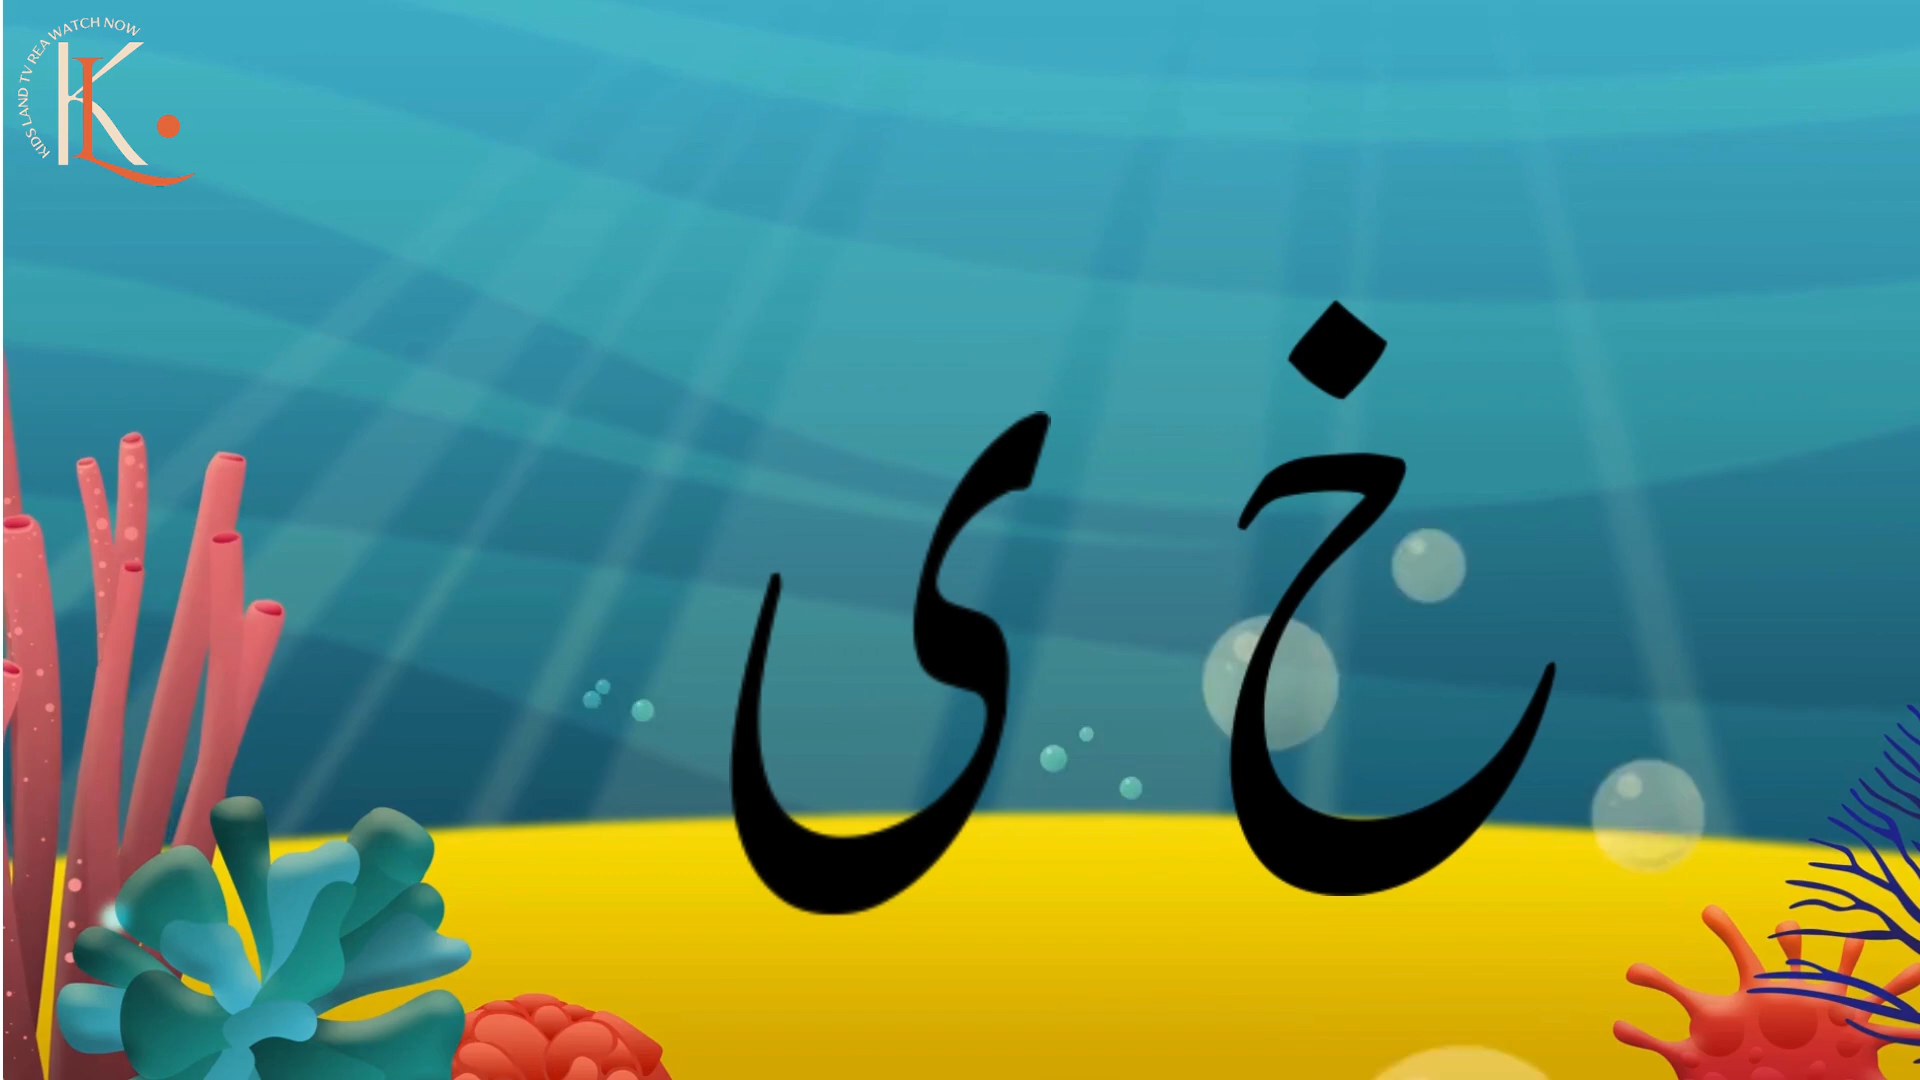 KIDS LAND TV REA WATCH NOW
KL
خ ی